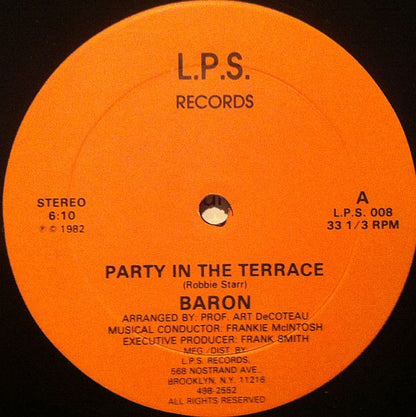 L.P.S.
RECORDS
STEREO
6:10
℗ © 1982
A
L.P.S. 008
33 1/3 RPM
PARTY IN THE TERRACE
(Robbie Starr)
BARON
ARRANGED BY: PROF. ART DeCOTEAU
MUSICAL CONDUCTOR: FRANKIE McINTOSH
EXECUTIVE PRODUCER: FRANK SMITH
MFG./DIST. BY
L.P.S. RECORDS,
568 NOSTRAND AVE.,
BROOKLYN, N.Y. 11216
498-2552
ALL RIGHTS RESERVED